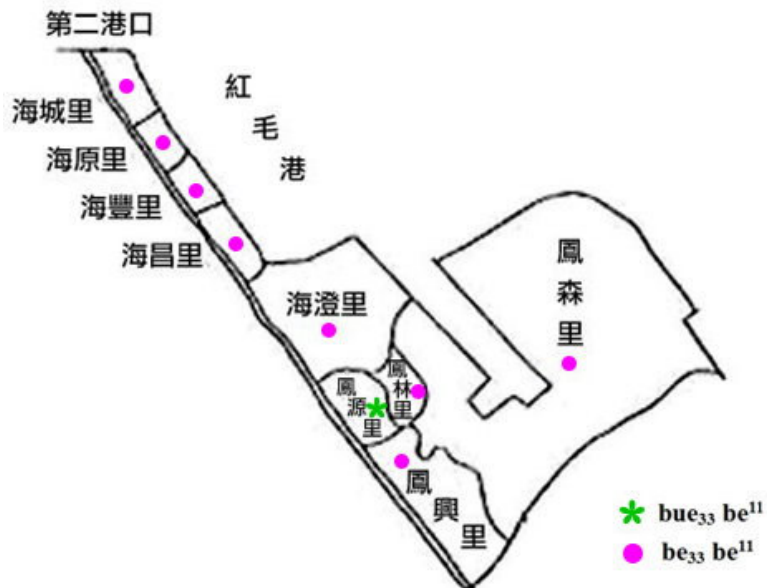 第二港口
紅毛港
海城里
海原里
海豐里
海昌里
海澄里
鳳森里
鳳林里
鳳源里
鳳興里
bue₃₃ be¹¹
be₃₃ be¹¹